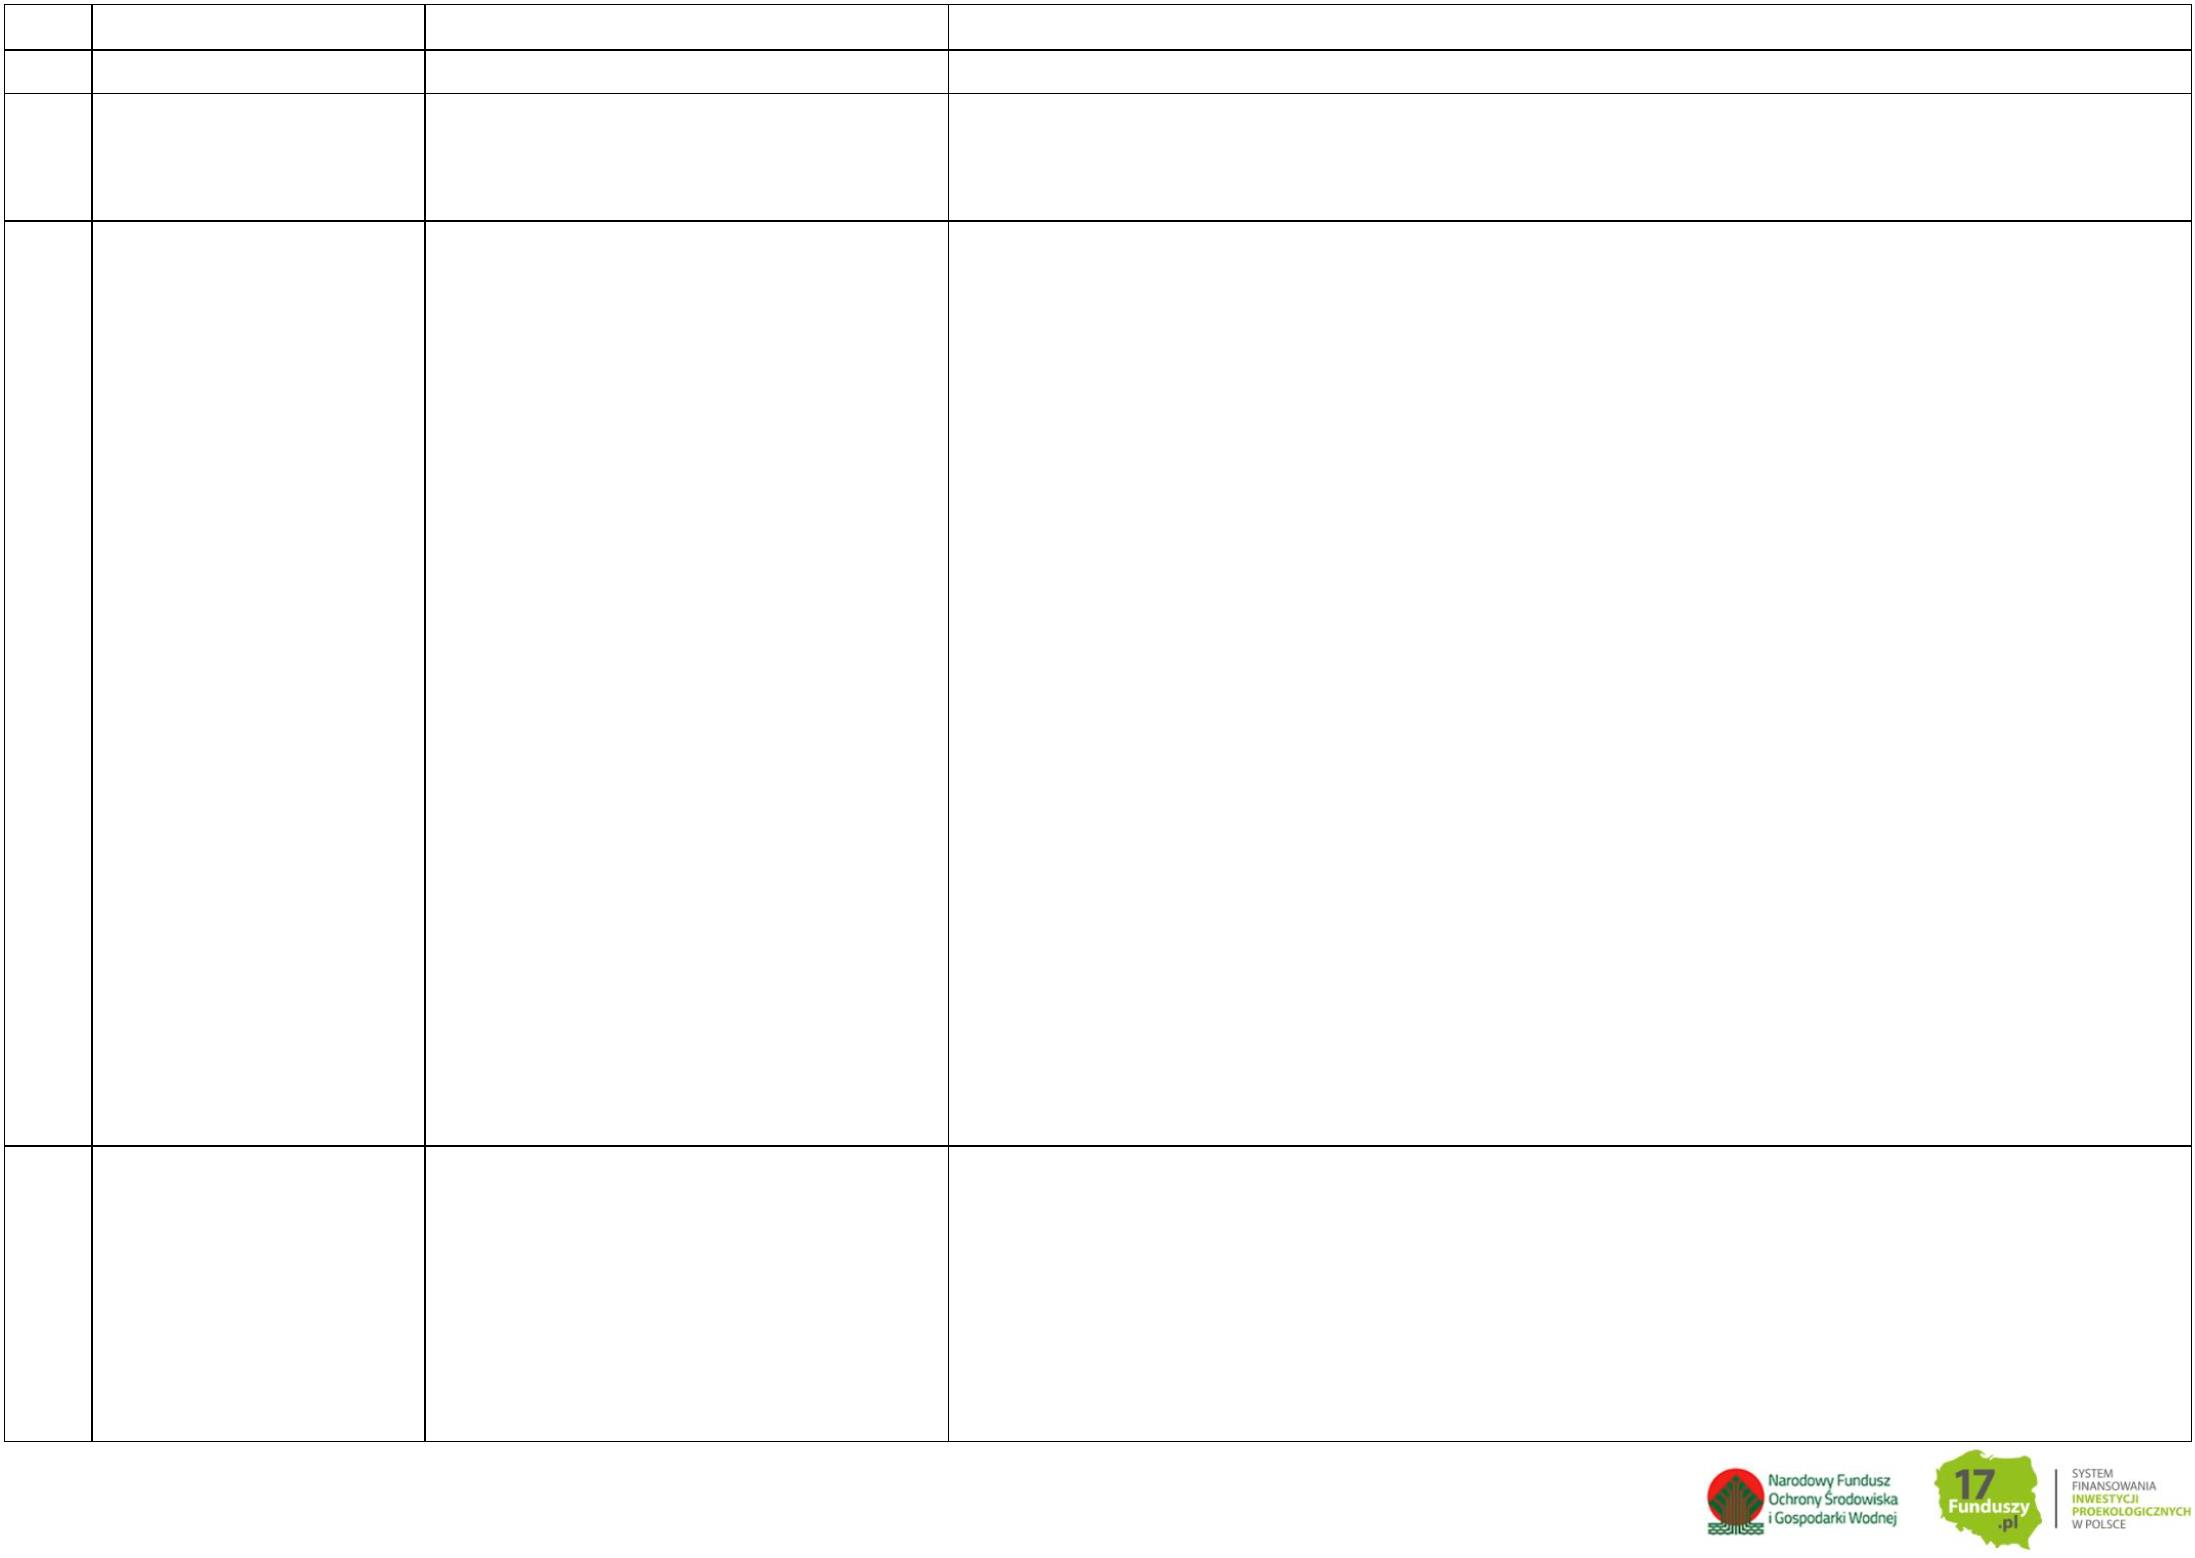 Narodowy Fundusz
Ochrony Środowiska
i Gospodarki Wodnej
17
Funduszy
.pl
SYSTEM
FINANSOWANIA
INWESTYCJI
PROEKOLOGICZNYCH
W POLSCE